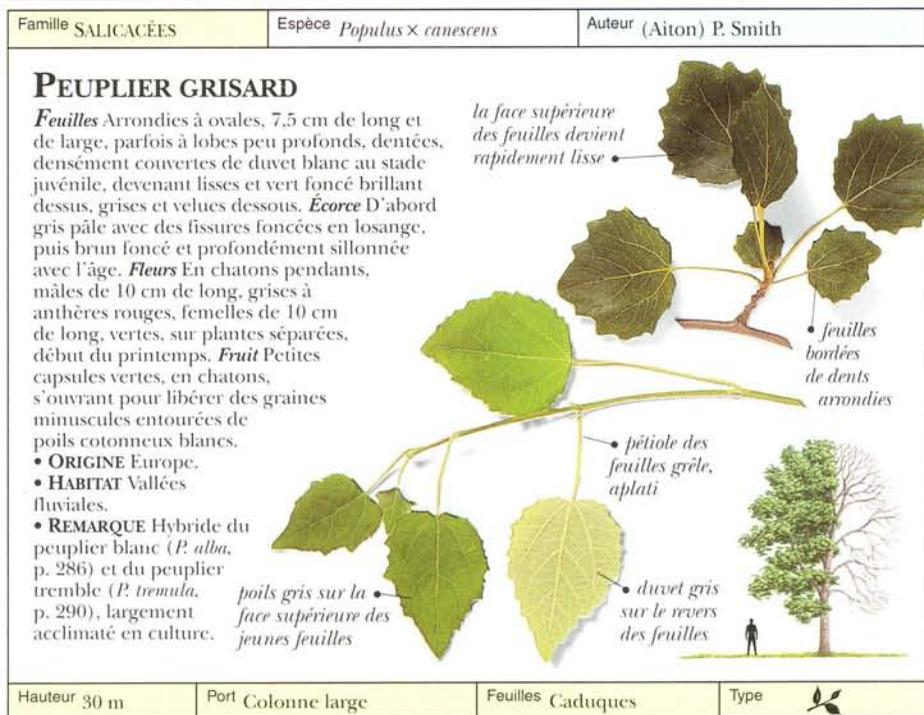 Famille SALICACÉES
Espèce Populus × canescens
Auteur (Aiton) P. Smith
PEUPLIER GRISARD
Feuilles Arrondies à ovales, 7,5 cm de long et
de large, parfois à lobes peu profonds, dentées,
densément couvertes de duvet blanc au stade
juvénile, devenant lisses et vert foncé brillant
dessus, grises et velues dessous. Écorce D'abord
gris pâle avec des fissures foncées en losange,
puis brun foncé et profondément sillonnée
avec l'âge. Fleurs En chatons pendants,
mâles de 10 cm de long, grises à
anthères rouges, femelles de 10 cm
de long, vertes, sur plantes séparées,
début du printemps. Fruit Petites
capsules vertes, en chatons,
s'ouvrant pour libérer des graines
minuscules entourées de
poils cotonneux blancs.
• ORIGINE Europe.
• HABITAT Vallées
fluviales.
• REMARQUE Hybride du
peuplier blanc (P. alba,
p. 286) et du peuplier
tremble (P. tremula,
p. 290), largement
acclimaté en culture.
la face supérieure
des feuilles devient
rapidement lisse
feuilles
bordées
de dents
arrondies
pétiole des
feuilles grêle,
aplati
poils gris sur la
face supérieure des
jeunes feuilles
duvet gris
sur le revers
des feuilles
Hauteur 30 m
Port Colonne large
Feuilles Caduques
Type